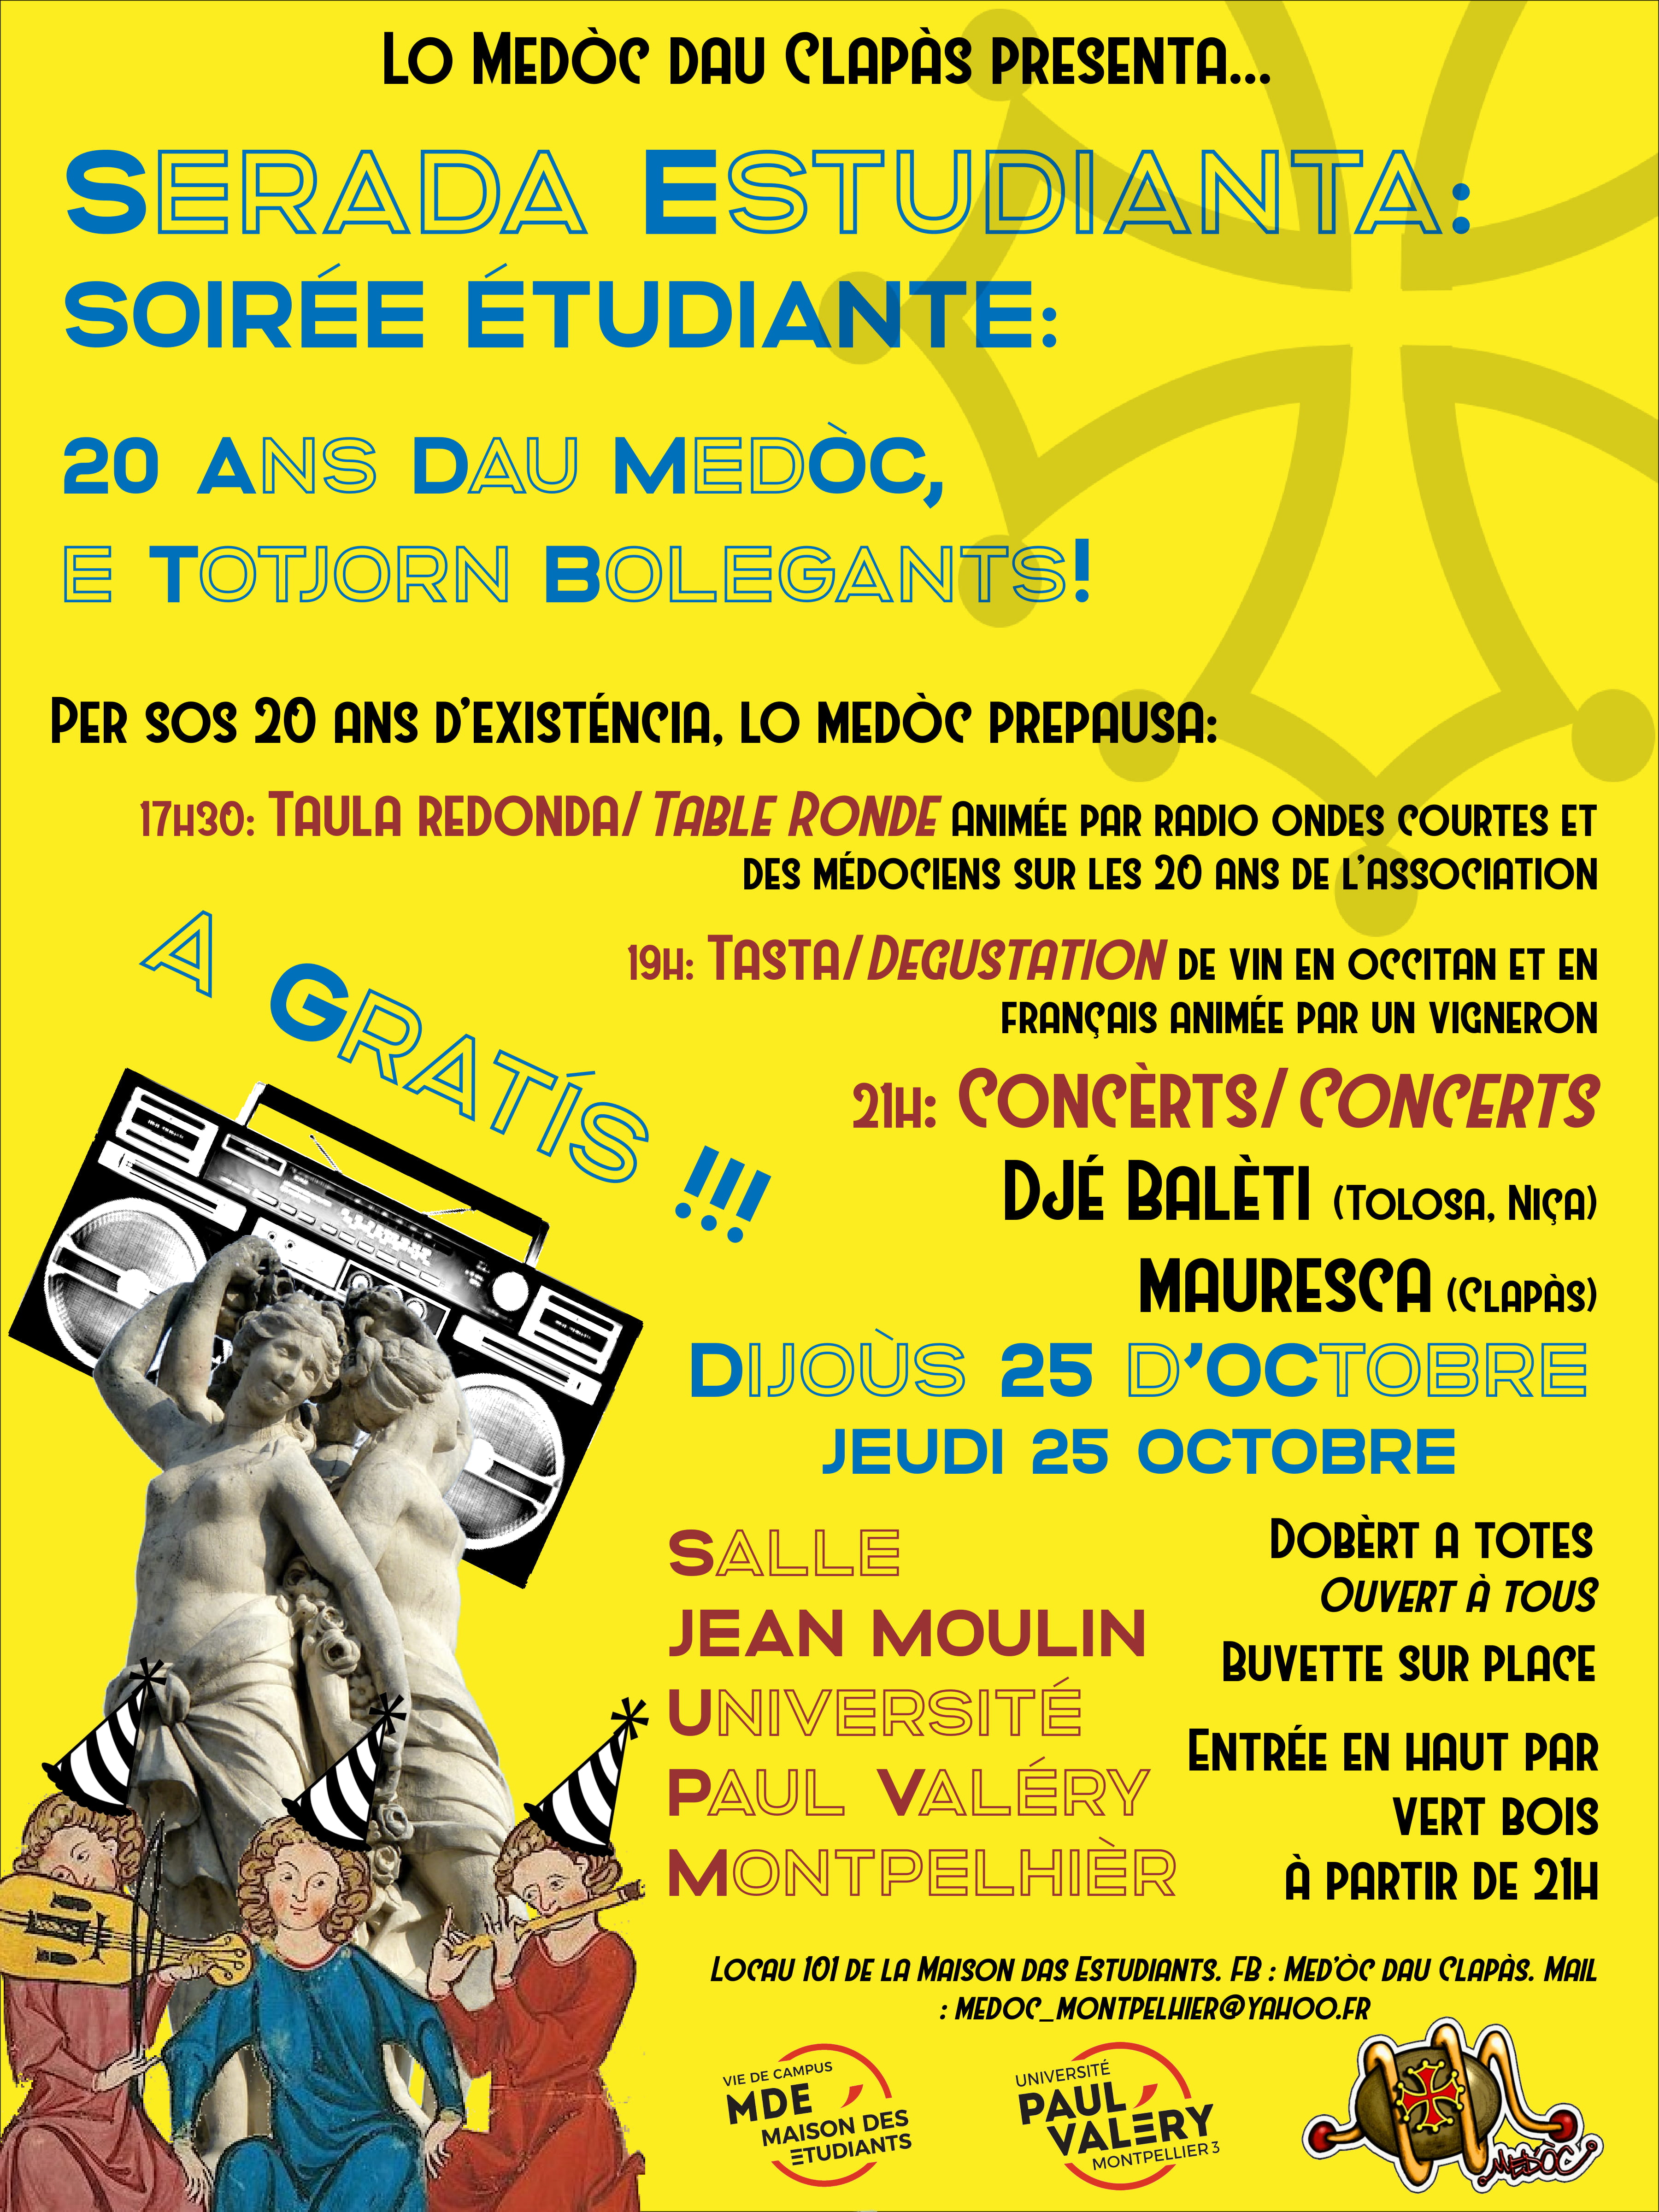 Lo Medòc dau Clapàs presenta...
Serada Estudianta:
SOIRÉE ÉTUDIANTE:
20 Ans Dau MedÒC,
e Totjorn Bolegants!
Per sos 20 ans d'existéncia, lo medòc prepausa:
17h30: Taula redonda/ Table Ronde animée par radio ondes courtes et
des médociens sur les 20 ans de l'association
19h: Tasta/Degustation de vin en occitan et en
français animée par un vigneron
21h: Concèrts/Concerts
A Gratís !!!
Djé Balèti (Tolosa, Niça)
Mauresca (Clapàs)
Dijoùs 25 d'OCtobre
JEUDI 25 OCTOBRE
Salle
JEAN MOULIN
Université
Paul Valéry
Montpelhièr
Dobèrt a totes
Ouvert à tous
Buvette sur place
Entrée en haut par
vert bois
à partir de 21h
Locau 101 de la Maison das Estudiants. FB : Med'òc dau Clapàs. Mail
: medoc_montpelhier@yahoo.fr
VIE DE CAMPUS
MDE
MAISON DES
ETUDIANTS
UNIVERSITÉ
PAUL
VALÉRY
MONTPELLIER 3
MED'ÒC